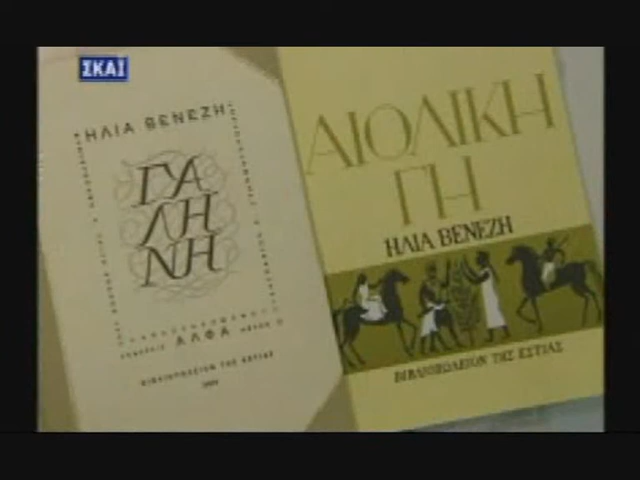 ΣΚΑΪ
ΗΛΙΑ ΒΕΝΕΖΗ
ΓΑ
ΛΗ
ΝΗ
ΑΛΦΑ
ΒΙΒΛΙΟΠΩΛΕΙΟΝ ΤΗΣ ΕΣΤΙΑΣ
ΑΙΟΛΙΚΗ
ΓΗ
ΗΛΙΑ ΒΕΝΕΖΗ
ΒΙΒΛΙΟΠΩΛΕΙΟΝ ΤΗΣ ΕΣΤΙΑΣ